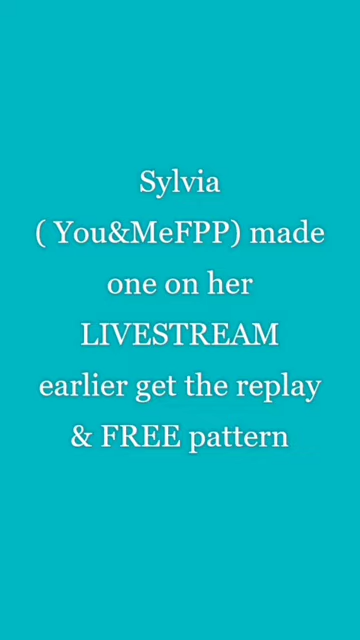 Sylvia
( You&MeFPP) made
one on her
LIVESTREAM
earlier get the replay
& FREE pattern